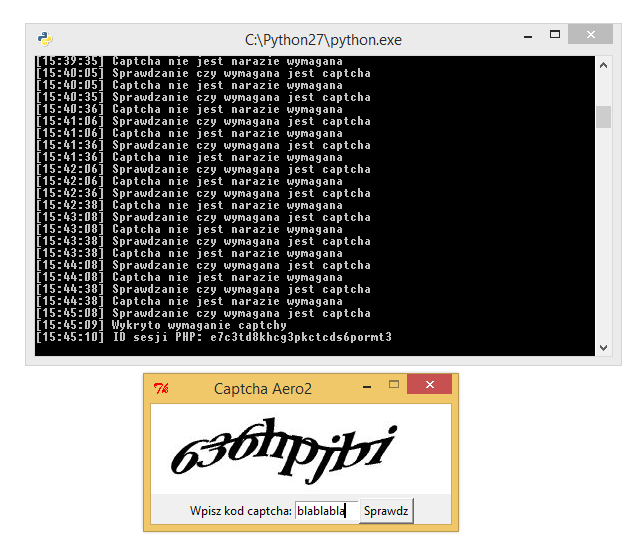 C:\Python27\python.exe
[15:39:35] Captcha nie jest narazie wymagana
[15:40:05] Sprawdzanie czy wymagana jest captcha
[15:40:05] Captcha nie jest narazie wymagana
[15:40:35] Sprawdzanie czy wymagana jest captcha
[15:40:36] Captcha nie jest narazie wymagana
[15:41:06] Sprawdzanie czy wymagana jest captcha
[15:41:06] Captcha nie jest narazie wymagana
[15:41:36] Sprawdzanie czy wymagana jest captcha
[15:41:36] Captcha nie jest narazie wymagana
[15:42:06] Sprawdzanie czy wymagana jest captcha
[15:42:06] Captcha nie jest narazie wymagana
[15:42:36] Sprawdzanie czy wymagana jest captcha
[15:42:38] Captcha nie jest narazie wymagana
[15:43:08] Sprawdzanie czy wymagana jest captcha
[15:43:08] Captcha nie jest narazie wymagana
[15:43:38] Sprawdzanie czy wymagana jest captcha
[15:43:38] Captcha nie jest narazie wymagana
[15:44:08] Sprawdzanie czy wymagana jest captcha
[15:44:08] Captcha nie jest narazie wymagana
[15:44:38] Sprawdzanie czy wymagana jest captcha
[15:44:38] Captcha nie jest narazie wymagana
[15:45:08] Sprawdzanie czy wymagana jest captcha
[15:45:09] Wykryto wymaganie captchy
[15:45:10] ID sesji PHP: e7c3td8khcg3pkctcds6pormt3
Captcha Aero2
636hpjbi
Wpisz kod captcha: blablabla Sprawdz